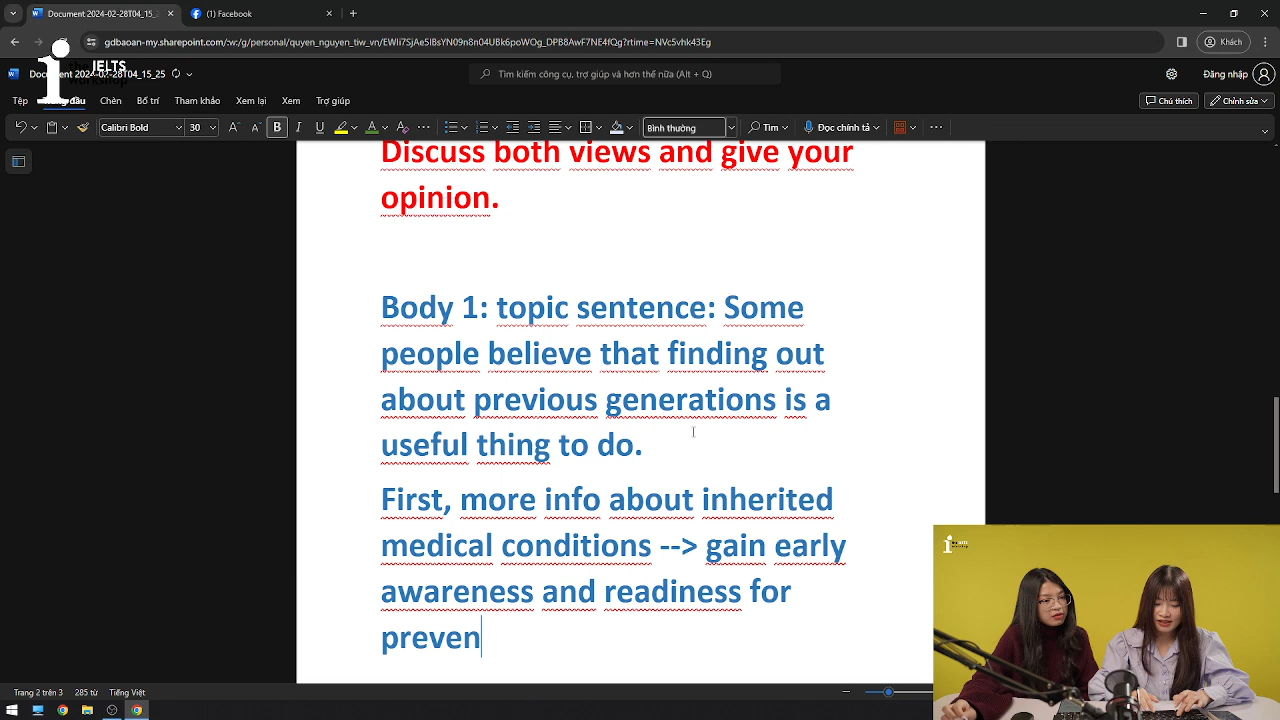 Document 2024-02-28T04_15_
(1) Facebook
gdbaoan-my.sharepoint.com/:w:/g/personal/quyen_nguyen_tiw_vn/EWIi7SjAe5IBsYN09n8n04UBk6poWOg_DPB8AwF7NE4fQg?rtime=NVc5vhk43Eg
Khách
Document 2024-02-28T04_15_25
IELTS
Tìm kiếm công cụ, trợ giúp và hơn thế nữa (Alt + Q)
Đăng nhập
Tệp
Chèn
Bố trí
Tham khảo
Xem lại
Xem
Trợ giúp
Chú thích
Chỉnh sửa
Calibri Bold
30
B
I
U
Bình thường
Tìm
Đọc chính tả
Discuss both views and give your
opinion.
Body 1: topic sentence: Some
people believe that finding out
about previous generations is a
useful thing to do.
First, more info about inherited
medical conditions --> gain early
awareness and readiness for
preven
Trang 2 trên 3
285 từ
Tiếng Việt